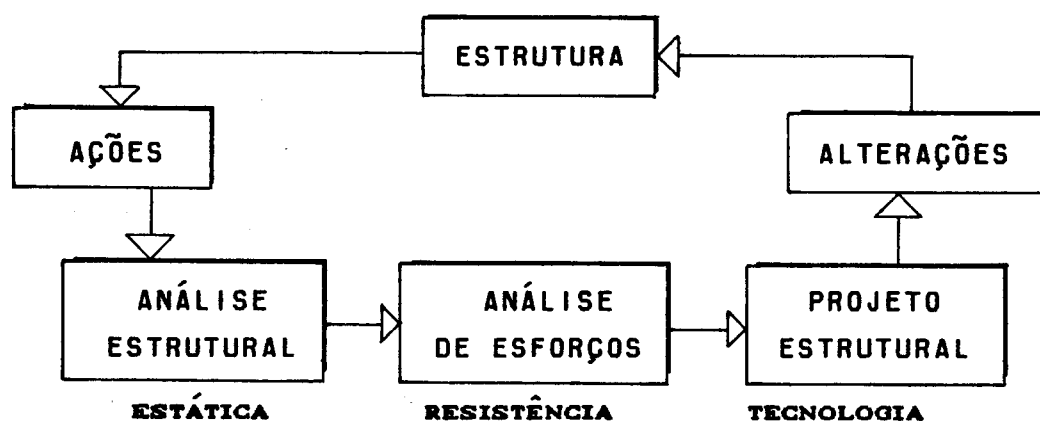 ESTRUTURA
AÇÕES
ALTERAÇÕES
ANÁLISE
ESTRUTURAL
ANÁLISE
DE ESFORÇOS
PROJETO
ESTRUTURAL
ESTÁTICA
RESISTÊNCIA
TECNOLOGIA